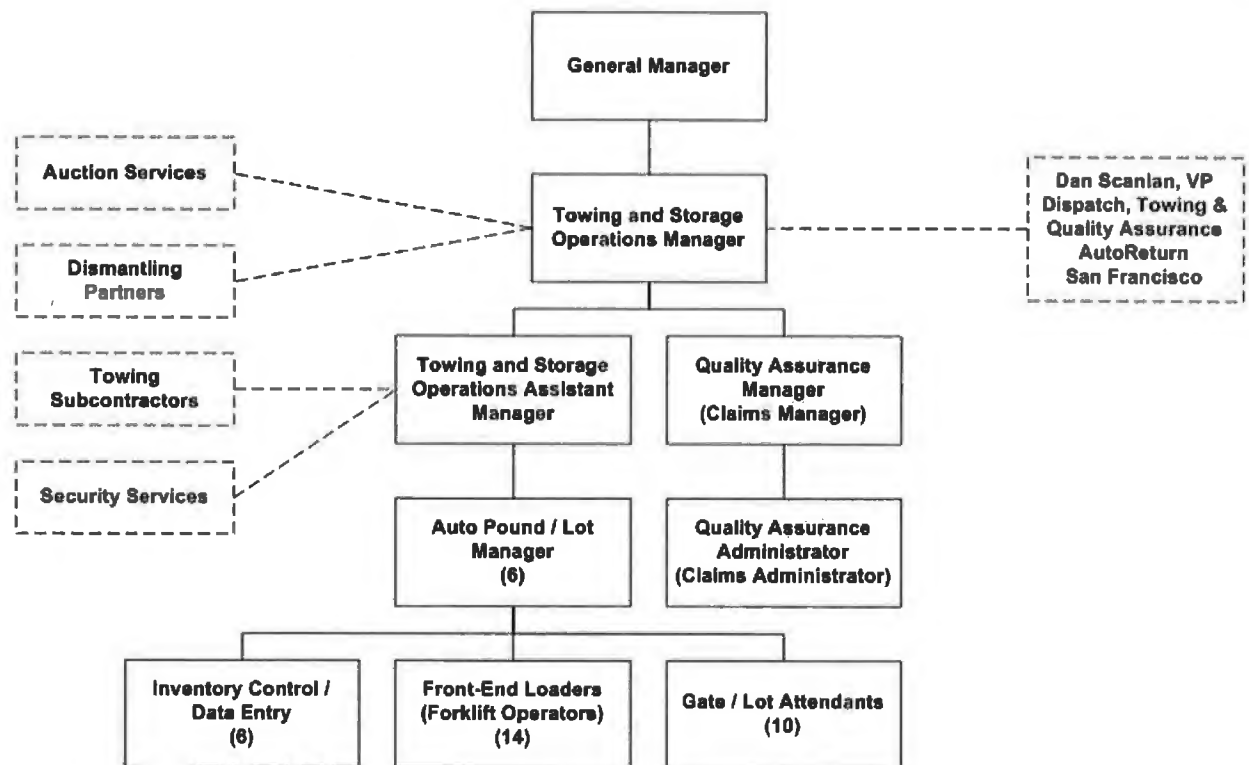 General Manager
Auction Services
Towing and Storage
Operations Manager
Dan Scanlan, VP
Dispatch, Towing &
Quality Assurance
AutoReturn
San Francisco
Dismantling
Partners
Towing
Subcontractors
Towing and Storage
Operations Assistant
Manager
Quality Assurance
Manager
(Claims Manager)
Security Services
Auto Pound / Lot
Manager
(6)
Quality Assurance
Administrator
(Claims Administrator)
Inventory Control /
Data Entry
(6)
Front-End Loaders
(Forklift Operators)
(14)
Gate / Lot Attendants
(10)